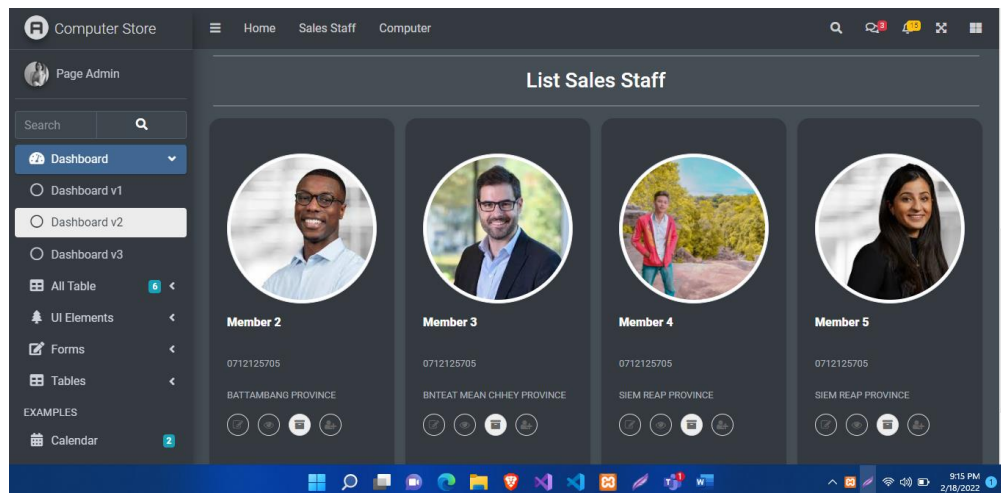 Computer Store
Home Sales Staff Computer
3
15
Page Admin
List Sales Staff
Search
Dashboard
Dashboard v1
Dashboard v2
Dashboard v3
All Table 6
UI Elements
Forms
Tables
EXAMPLES
Calendar 2
Member 2
0712125705
BATTAMBANG PROVINCE
Member 3
0712125705
BNTEAT MEAN CHHEY PROVINCE
Member 4
0712125705
SIEM REAP PROVINCE
Member 5
0712125705
SIEM REAP PROVINCE
9:15 PM
2/18/2022
1